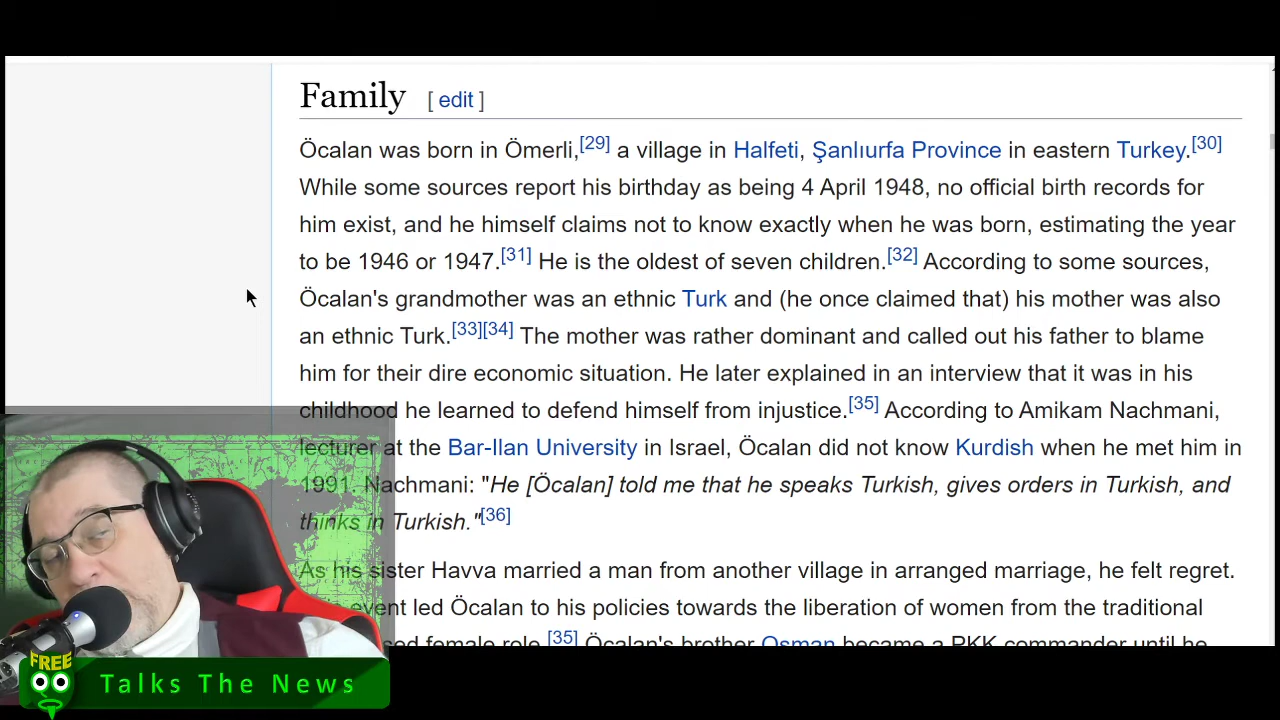 Family [ edit ]
Öcalan was born in Ömerli,[29] a village in Halfeti, Şanlıurfa Province in eastern Turkey.[30]
While some sources report his birthday as being 4 April 1948, no official birth records for
him exist, and he himself claims not to know exactly when he was born, estimating the year
to be 1946 or 1947.[31] He is the oldest of seven children.[32] According to some sources,
Öcalan's grandmother was an ethnic Turk and (he once claimed that) his mother was also
an ethnic Turk.[33][34] The mother was rather dominant and called out his father to blame
him for their dire economic situation. He later explained in an interview that it was in his
childhood he learned to defend himself from injustice.[35] According to Amikam Nachmani,
lecturer at the Bar-Ilan University in Israel, Öcalan did not know Kurdish when he met him in
1991. Nachmani: "He [Öcalan] told me that he speaks Turkish, gives orders in Turkish, and
thinks in Turkish."[36]
As his sister Havva married a man from another village in arranged marriage, he felt regret.
event led Öcalan to his policies towards the liberation of women from the traditional
female role.[35] Öcalan's brother Osman became a PKK commander until he
FREE
Talks The News